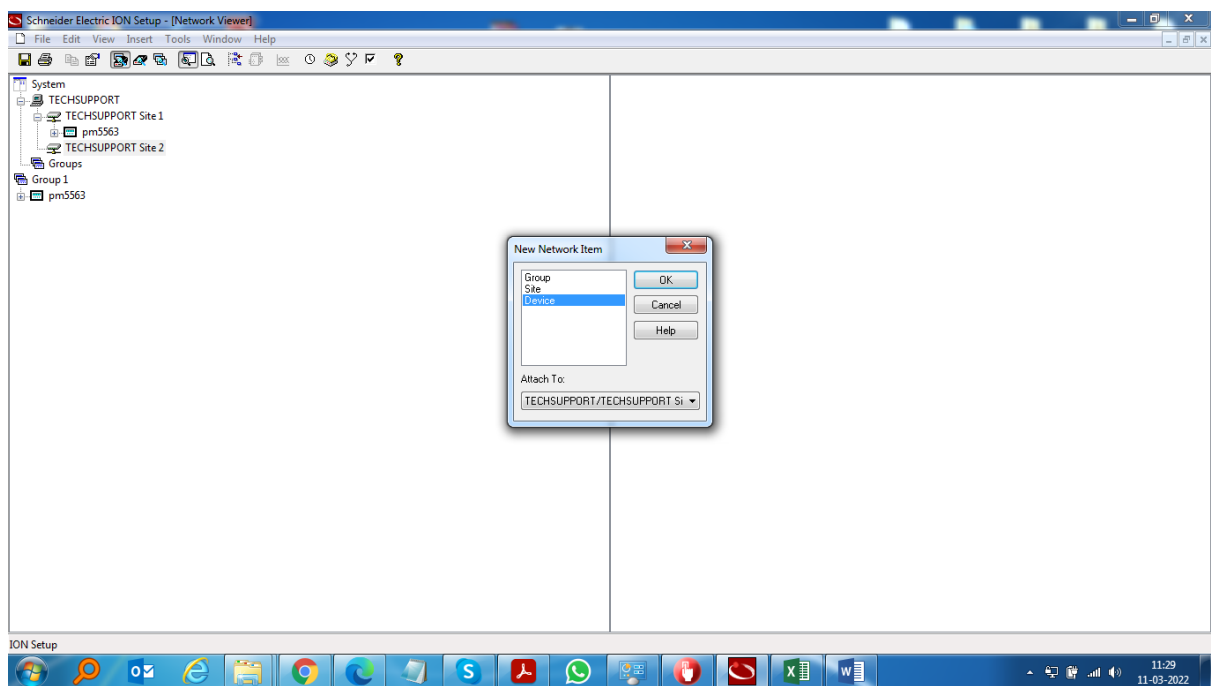 Schneider Electric ION Setup - [Network Viewer]
File Edit View Insert Tools Window Help
System
TECHSUPPORT
TECHSUPPORT Site 1
pm5563
TECHSUPPORT Site 2
Groups
Group 1
pm5563
New Network Item
Group
Site
Device
OK
Cancel
Help
Attach To:
TECHSUPPORT/TECHSUPPORT Si
ION Setup
11:29
11-03-2022